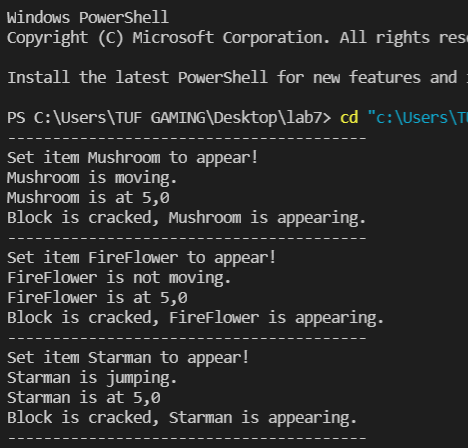 Windows PowerShell
Copyright (C) Microsoft Corporation. All rights res
Install the latest PowerShell for new features and
PS C:\Users\TUF GAMING\Desktop\lab7> cd "c:\Users\TU
----------------------------------------
Set item Mushroom to appear!
Mushroom is moving.
Mushroom is at 5,0
Block is cracked, Mushroom is appearing.
----------------------------------------
Set item FireFlower to appear!
FireFlower is not moving.
FireFlower is at 5,0
Block is cracked, FireFlower is appearing.
----------------------------------------
Set item Starman to appear!
Starman is jumping.
Starman is at 5,0
Block is cracked, Starman is appearing.
----------------------------------------